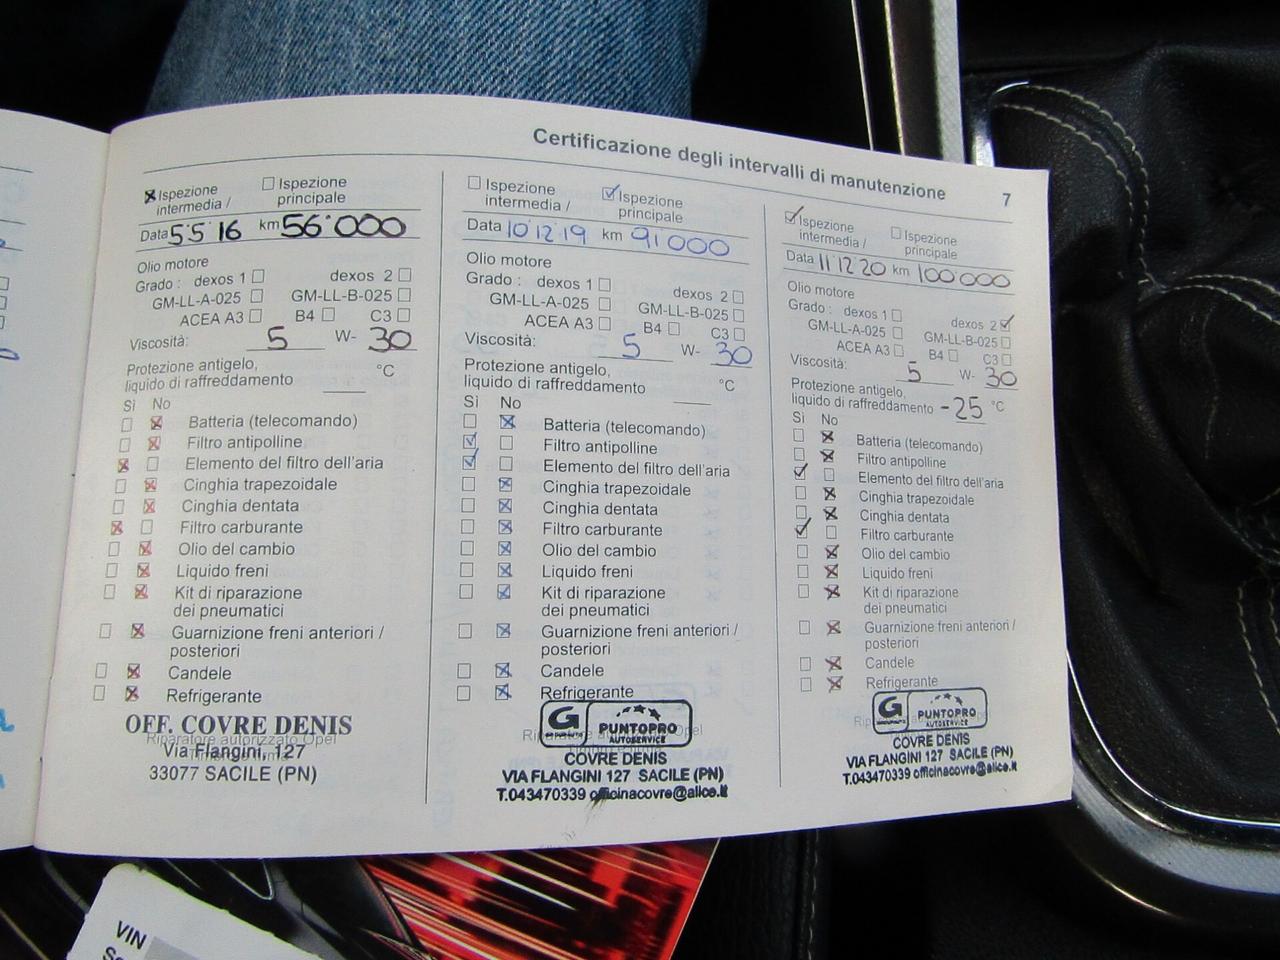 Certificazione degli intervalli di manutenzione 7
Ispezione intermedia / Ispezione principale
Data 5 5 16 km 56'000
Olio motore
Grado: dexos 1 dexos 2
GM-LL-A-025 GM-LL-B-025
ACEA A3 B4 C3
Viscosità: 5 W- 30
Protezione antigelo,
liquido di raffreddamento °C
Sì No
Batteria (telecomando)
Filtro antipolline
Elemento del filtro dell'aria
Cinghia trapezoidale
Cinghia dentata
Filtro carburante
Olio del cambio
Liquido freni
Kit di riparazione
dei pneumatici
Guarnizione freni anteriori /
posteriori
Candele
Refrigerante
OFF. COVRE DENIS
Riparatore autorizzato Opel
Via Flangini, 127
33077 SACILE (PN)
Ispezione intermedia / Ispezione principale
Data 10 12 19 km 91'000
Olio motore
Grado: dexos 1 dexos 2
GM-LL-A-025 GM-LL-B-025
ACEA A3 B4 C3
Viscosità: 5 W- 30
Protezione antigelo,
liquido di raffreddamento °C
Sì No
Batteria (telecomando)
Filtro antipolline
Elemento del filtro dell'aria
Cinghia trapezoidale
Cinghia dentata
Filtro carburante
Olio del cambio
Liquido freni
Kit di riparazione
dei pneumatici
Guarnizione freni anteriori /
posteriori
Candele
Refrigerante
G PUNTOPRO
AUTOSERVICE
COVRE DENIS
VIA FLANGINI 127 SACILE (PN)
T.043470339 officinacovre@alice.it
Ispezione intermedia / Ispezione principale
Data 11 12 20 km 100'000
Olio motore
Grado: dexos 1 dexos 2
GM-LL-A-025 GM-LL-B-025
ACEA A3 B4 C3
Viscosità: 5 W- 30
Protezione antigelo,
liquido di raffreddamento -25 °C
Sì No
Batteria (telecomando)
Filtro antipolline
Elemento del filtro dell'aria
Cinghia trapezoidale
Cinghia dentata
Filtro carburante
Olio del cambio
Liquido freni
Kit di riparazione
dei pneumatici
Guarnizione freni anteriori /
posteriori
Candele
Refrigerante
G PUNTOPRO
AUTOSERVICE
COVRE DENIS
VIA FLANGINI 127 SACILE (PN)
T.043470339 officinacovre@alice.it
VIN